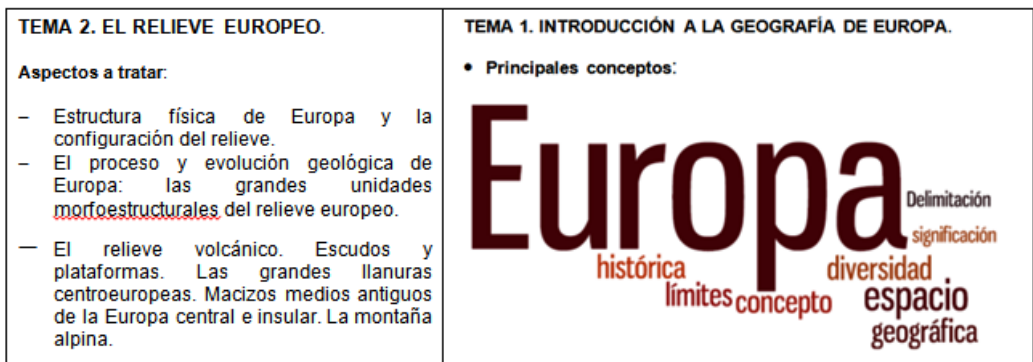 TEMA 2. EL RELIEVE EUROPEO.
Aspectos a tratar:
– Estructura física de Europa y la
configuración del relieve.
– El proceso y evolución geológica de
Europa: las grandes unidades
morfoestructurales del relieve europeo.
— El relieve volcánico. Escudos y
plataformas. Las grandes llanuras
centroeuropeas. Macizos medios antiguos
de la Europa central e insular. La montaña
alpina.
TEMA 1. INTRODUCCIÓN A LA GEOGRAFÍA DE EUROPA.
• Principales conceptos:
Europa
Delimitación
significación
histórica
diversidad
límites
concepto
espacio
geográfica